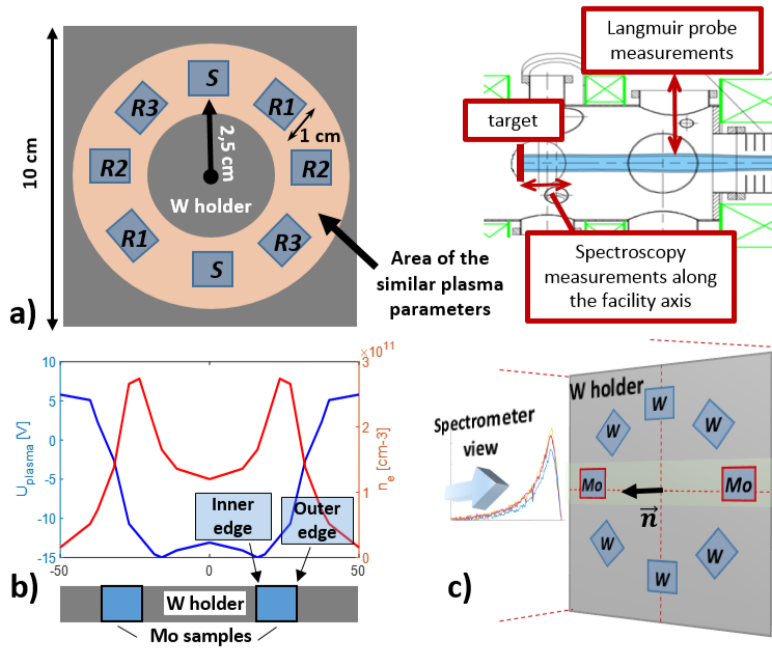 a)
10 cm
S
R1
R2
R3
S
R1
R2
R3
2,5 cm
1 cm
W holder
Area of the
similar plasma
parameters
Langmuir probe
measurements
target
Spectroscopy
measurements along
the facility axis
b)
U_plasma [V]
10
5
0
-5
-10
-15
-50
0
50
×10^11
3
2
1
0
n_e [cm-3]
Inner
edge
Outer
edge
W holder
Mo samples
c)
W holder
Spectrometer
view
W
W
W
Mo
Mo
n
W
W
W